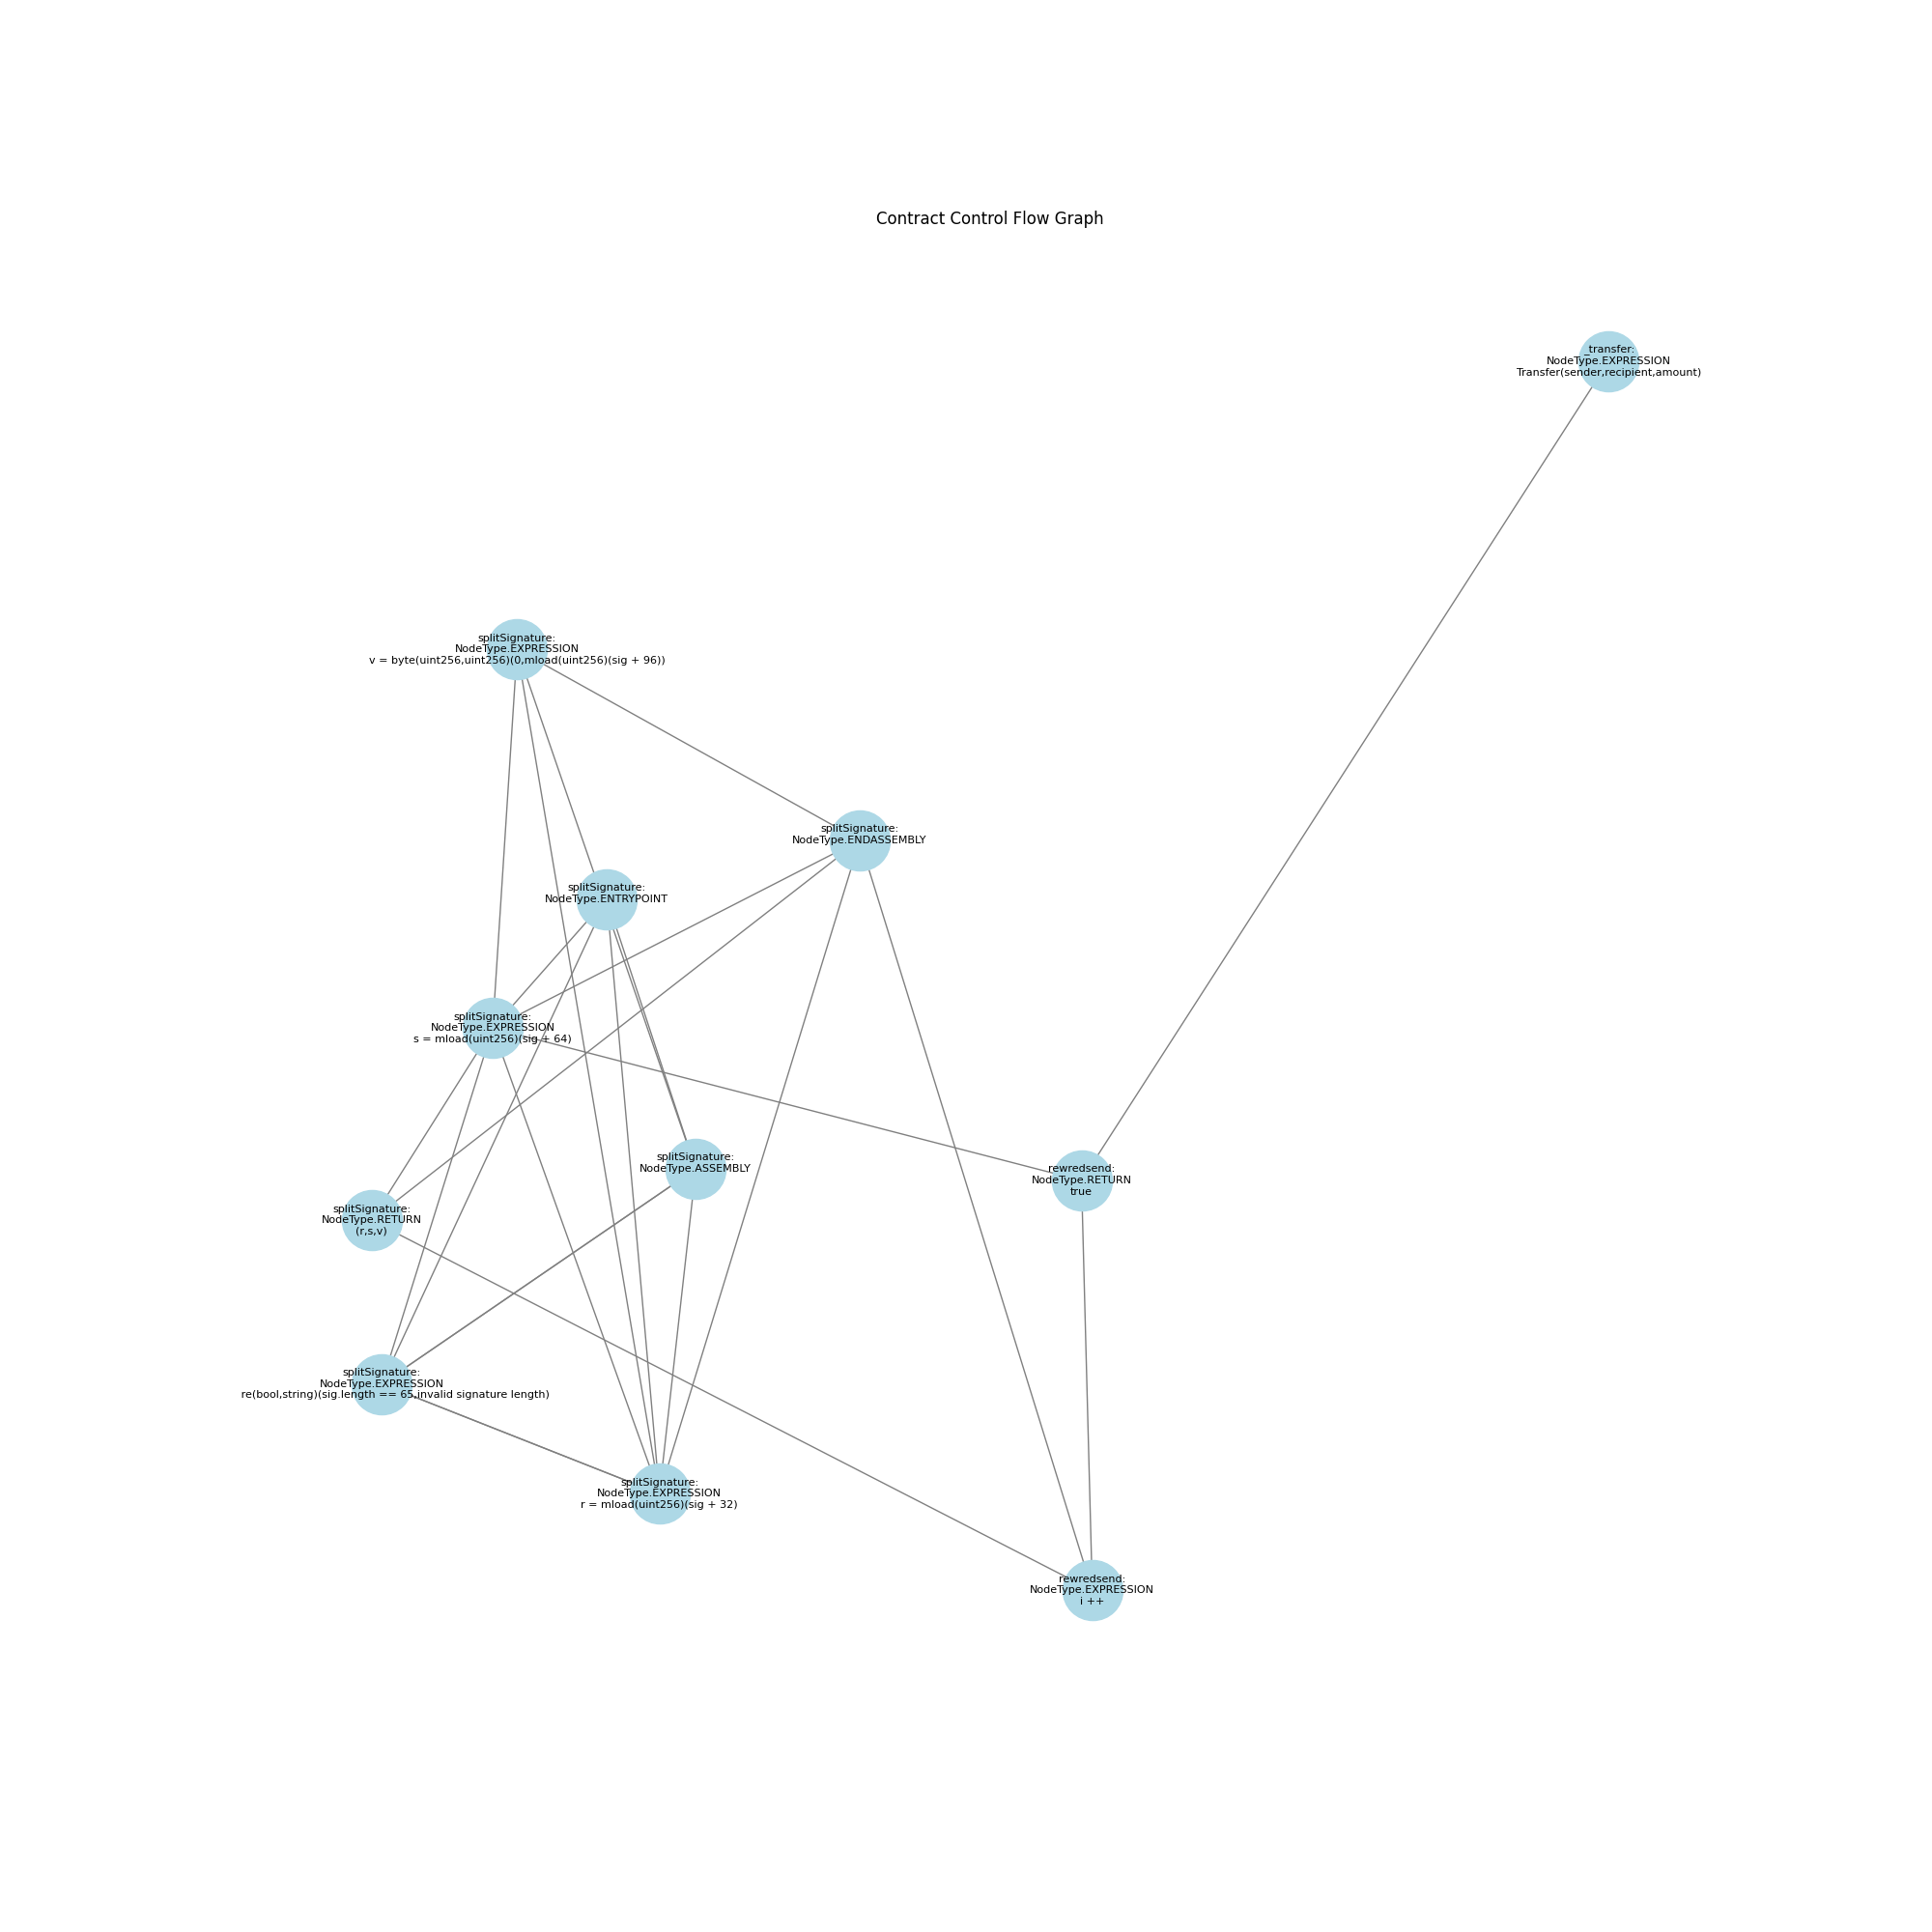 Contract Control Flow Graph
_transfer:
NodeType.EXPRESSION
Transfer(sender,recipient,amount)
splitSignature:
NodeType.EXPRESSION
v = byte(uint256,uint256)(0,mload(uint256)(sig + 96))
splitSignature:
NodeType.ENDASSEMBLY
splitSignature:
NodeType.ENTRYPOINT
splitSignature:
NodeType.EXPRESSION
s = mload(uint256)(sig + 64)
splitSignature:
NodeType.ASSEMBLY
rewredsend:
NodeType.RETURN
true
splitSignature:
NodeType.RETURN
(r,s,v)
splitSignature:
NodeType.EXPRESSION
re(bool,string)(sig.length == 65,invalid signature length)
splitSignature:
NodeType.EXPRESSION
r = mload(uint256)(sig + 32)
rewredsend:
NodeType.EXPRESSION
i ++